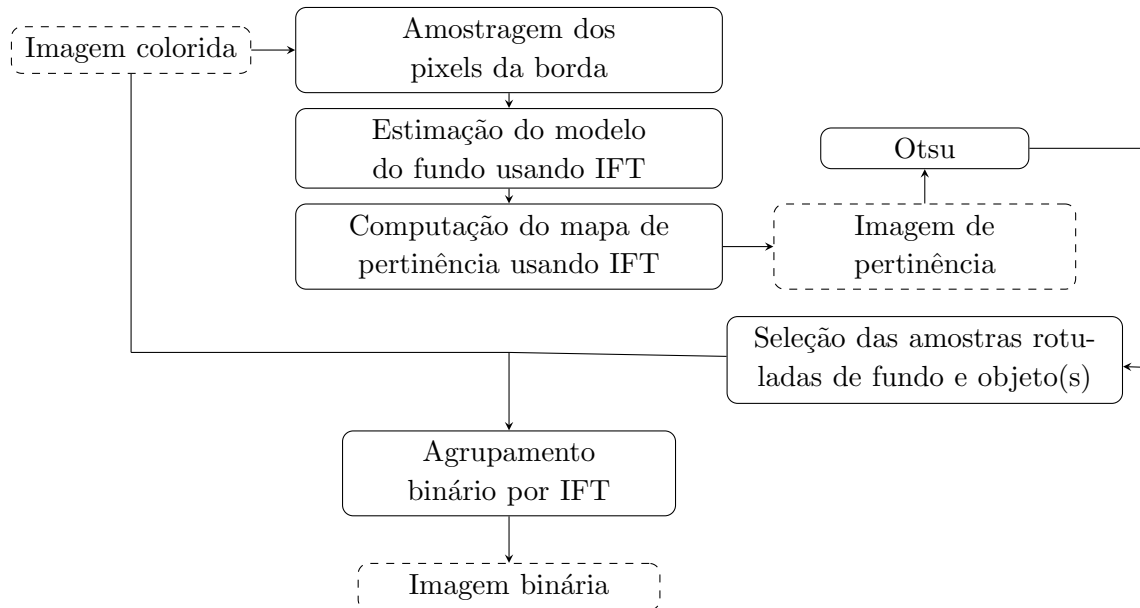 Imagem colorida
Amostragem dos
pixels da borda
Estimação do modelo
do fundo usando IFT
Otsu
Computação do mapa de
pertinência usando IFT
Imagem de
pertinência
Seleção das amostras rotu-
ladas de fundo e objeto(s)
Agrupamento
binário por IFT
Imagem binária